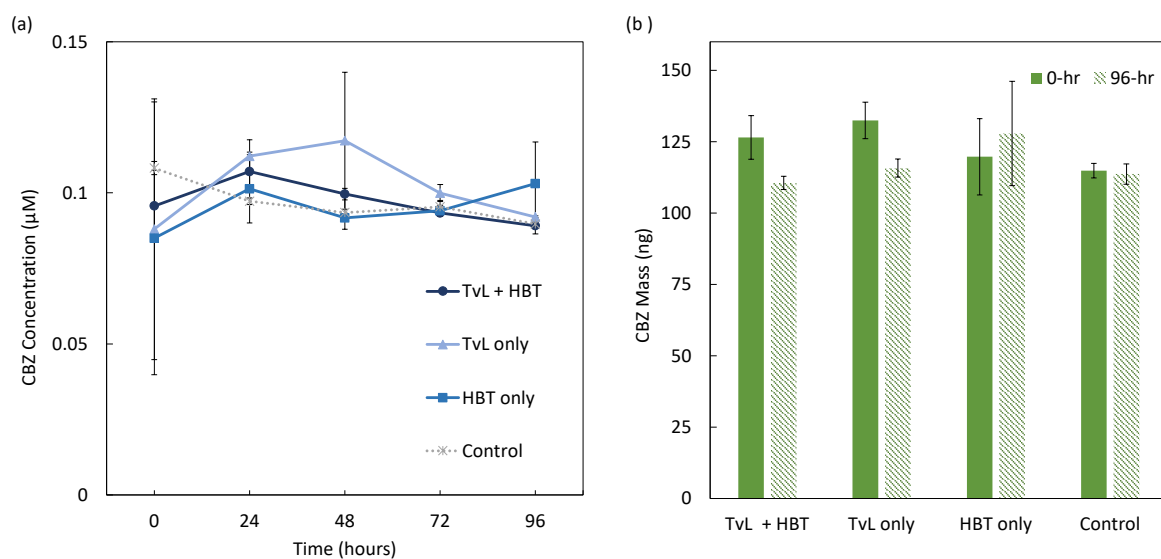 (a)
0.15
0.1
0.05
0
CBZ Concentration (µM)
TvL + HBT
TvL only
HBT only
Control
0 24 48 72 96
Time (hours)
(b )
150
125
100
75
50
25
0
CBZ Mass (ng)
0-hr 96-hr
TvL + HBT TvL only HBT only Control